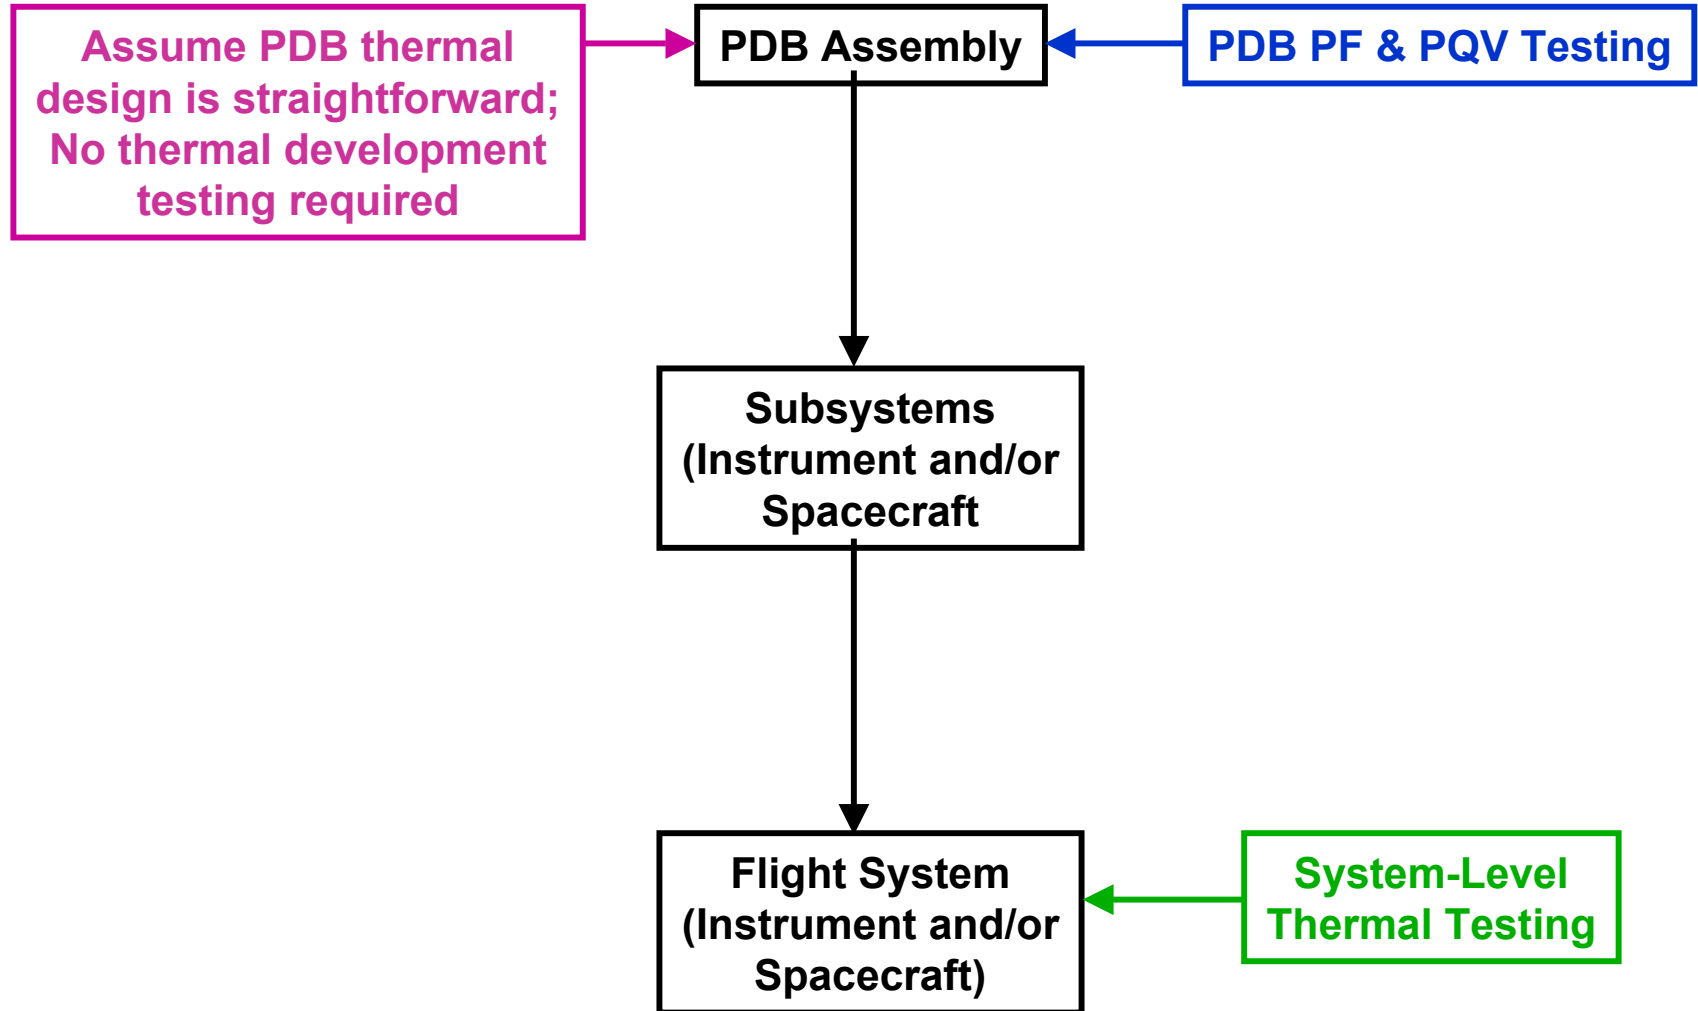 Assume PDB thermal
design is straightforward;
No thermal development
testing required
PDB Assembly
PDB PF & PQV Testing
Subsystems
(Instrument and/or
Spacecraft
Flight System
(Instrument and/or
Spacecraft)
System-Level
Thermal Testing